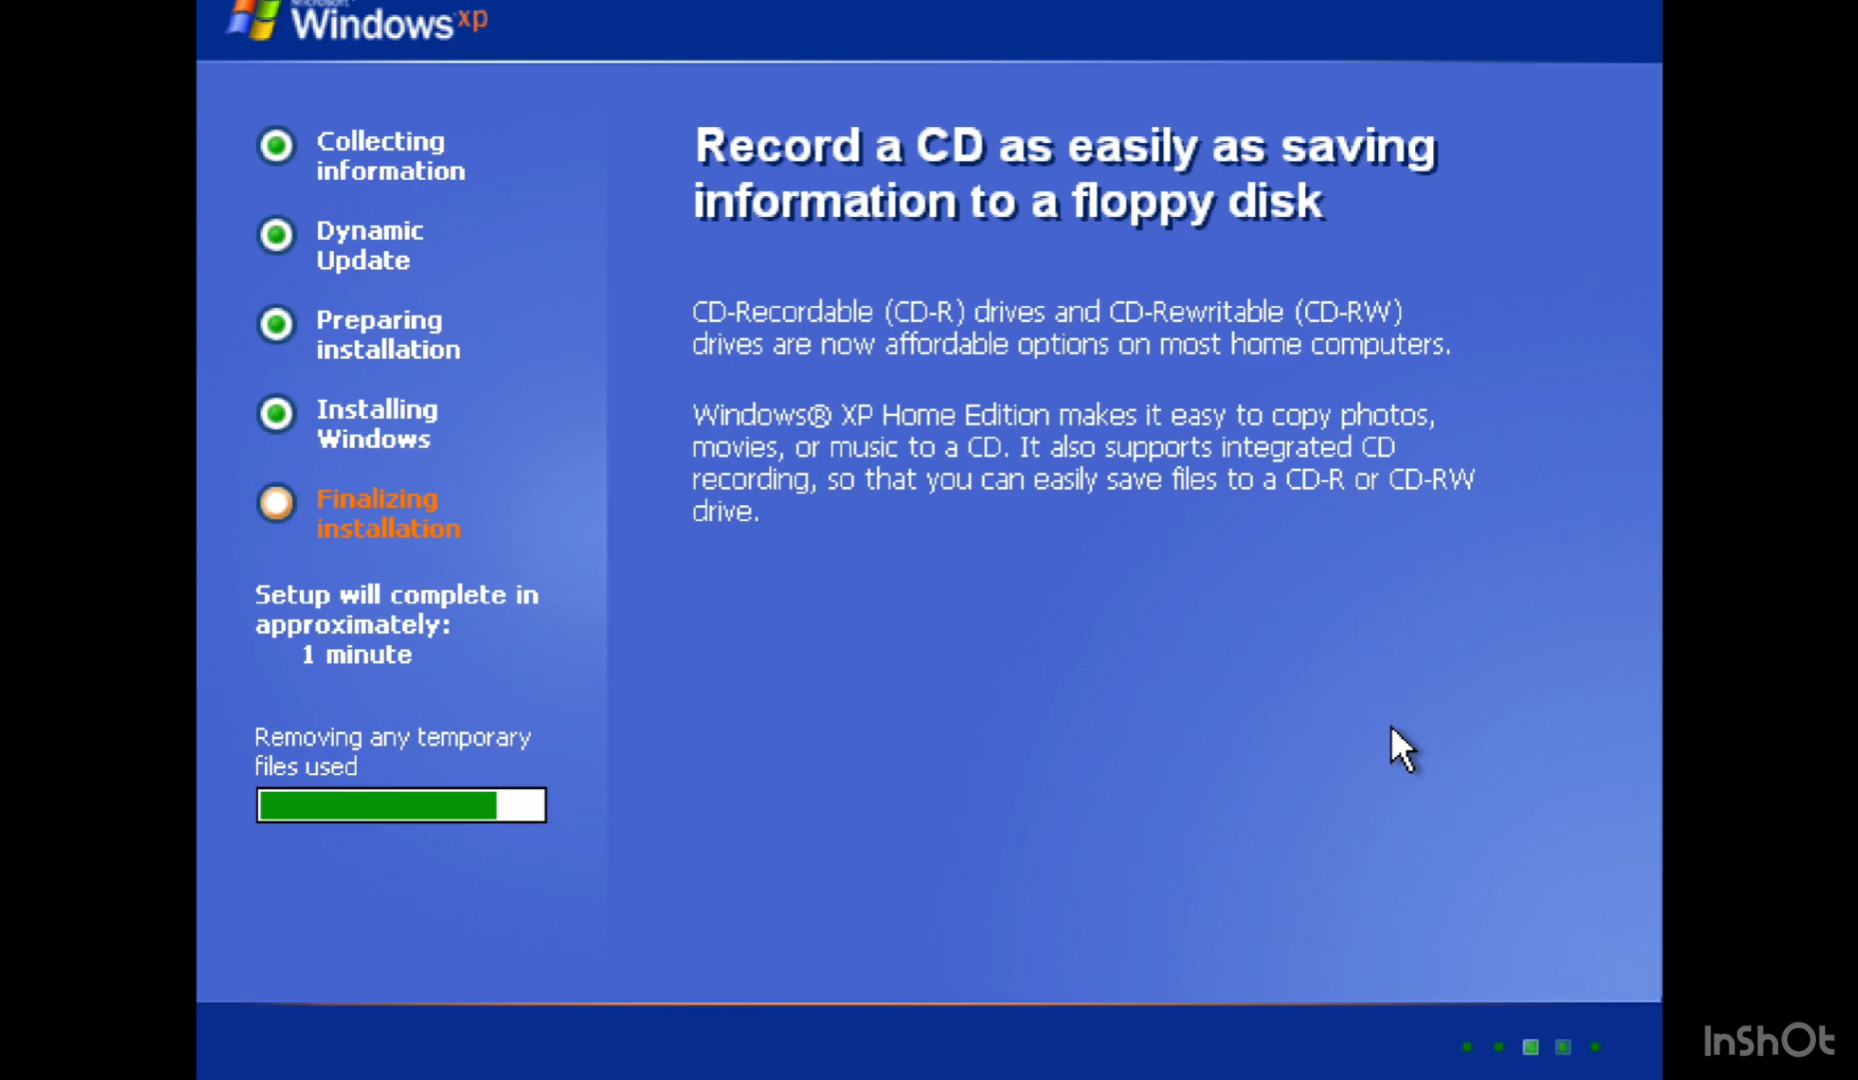 Microsoft
Windows xp
Collecting
information
Dynamic
Update
Preparing
installation
Installing
Windows
Finalizing
installation
Setup will complete in
approximately:
1 minute
Removing any temporary
files used
Record a CD as easily as saving
information to a floppy disk
CD-Recordable (CD-R) drives and CD-Rewritable (CD-RW)
drives are now affordable options on most home computers.
Windows® XP Home Edition makes it easy to copy photos,
movies, or music to a CD. It also supports integrated CD
recording, so that you can easily save files to a CD-R or CD-RW
drive.
InShOt